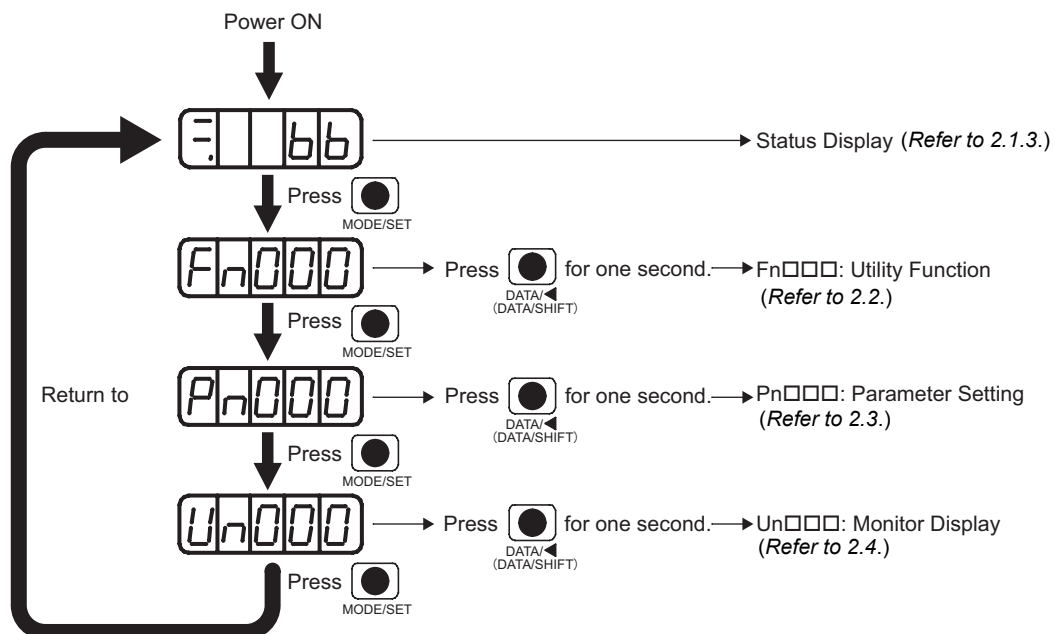 Power ON
bb
Status Display (Refer to 2.1.3.)
Press
MODE/SET
Fn000
Press
for one second.
DATA/◀
(DATA/SHIFT)
Fn□□□: Utility Function
(Refer to 2.2.)
Press
MODE/SET
Return to
Pn000
Press
for one second.
DATA/◀
(DATA/SHIFT)
Pn□□□: Parameter Setting
(Refer to 2.3.)
Press
MODE/SET
Un000
Press
for one second.
DATA/◀
(DATA/SHIFT)
Un□□□: Monitor Display
(Refer to 2.4.)
Press
MODE/SET